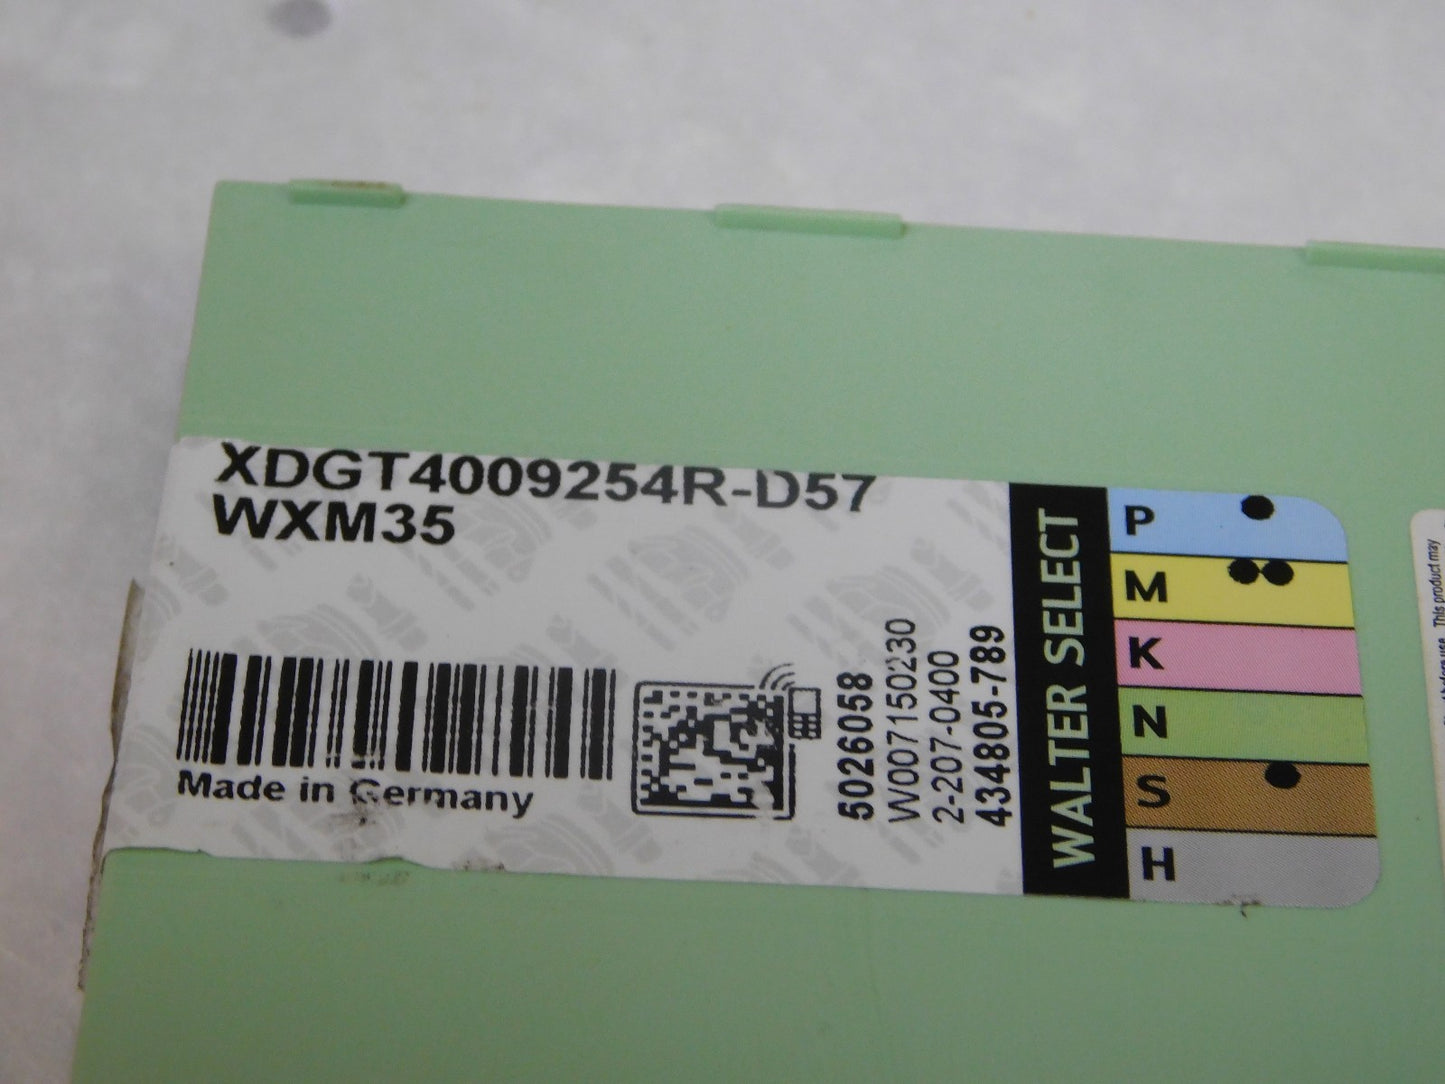 XDGT4009254R-D57
WXM35
Made in Germany
5026058
W007150230
2-207-0400
434805-789
WALTER SELECT
P
M
K
N
S
H
This product may